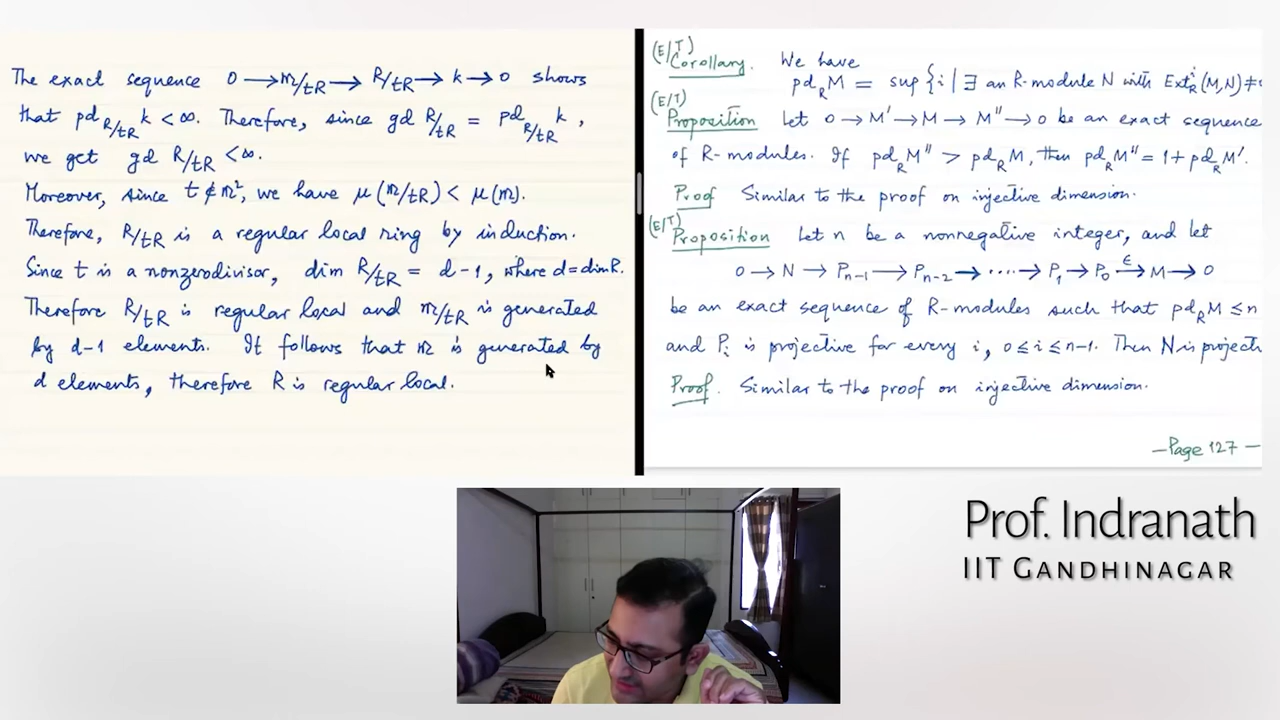 The exact sequence 0 → 𝔪/tR → R/tR → k → 0 shows
that pd_{R/tR} k < ∞. Therefore, since gd R/tR = pd_{R/tR} k,
we get gd R/tR < ∞.
Moreover, since t ∉ 𝔪², we have μ(𝔪/tR) < μ(𝔪).
Therefore, R/tR is a regular local ring by induction.
Since t is a nonzerodivisor, dim R/tR = d-1, where d = dim R.
Therefore R/tR is regular local and 𝔪/tR is generated
by d-1 elements. It follows that 𝔪 is generated by
d elements, therefore R is regular local.
(E/T) Corollary. We have
pd_R M = sup {i | ∃ an R-module N with Ext^i_R (M,N) ≠
(E/T) Proposition Let 0 → M' → M → M'' → 0 be an exact sequence
of R-modules. If pd_R M'' > pd_R M, then pd_R M'' = 1 + pd_R M'.
Proof Similar to the proof on injective dimension.
(E/T) Proposition Let n be a nonnegative integer, and let
0 → N → P_{n-1} → P_{n-2} → ···· → P_1 → P_0 →^ε M → 0
be an exact sequence of R-modules such that pd_R M ≤ n
and P_i is projective for every i, 0 ≤ i ≤ n-1. Then N is project
Proof. Similar to the proof on injective dimension.
- Page 127 -
Prof. Indranath
IIT GANDHINAGAR